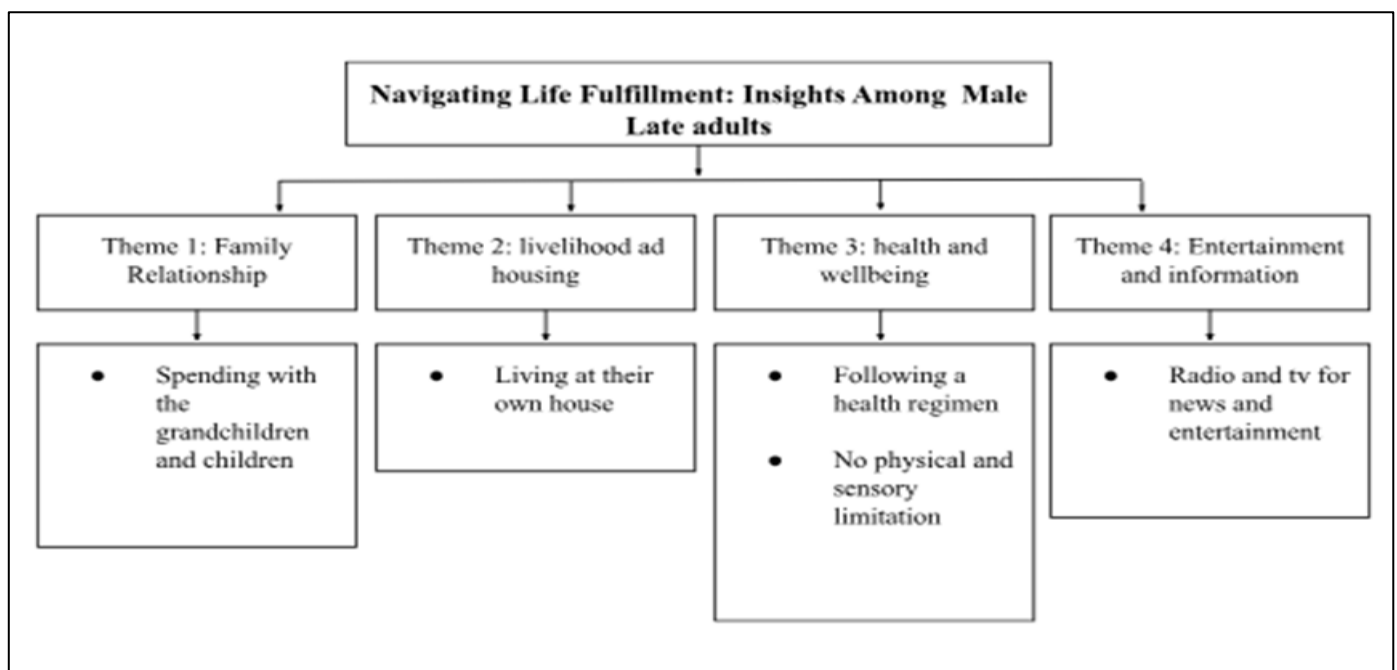 Navigating Life Fulfillment: Insights Among Male
Late adults
Theme 1: Family
Relationship
Theme 2: livelihood ad
housing
Theme 3: health and
wellbeing
Theme 4: Entertainment
and information
● Spending with
the
grandchildren
and children
● Living at their
own house
● Following a
health regimen
● No physical and
sensory
limitation
● Radio and tv for
news and
entertainment